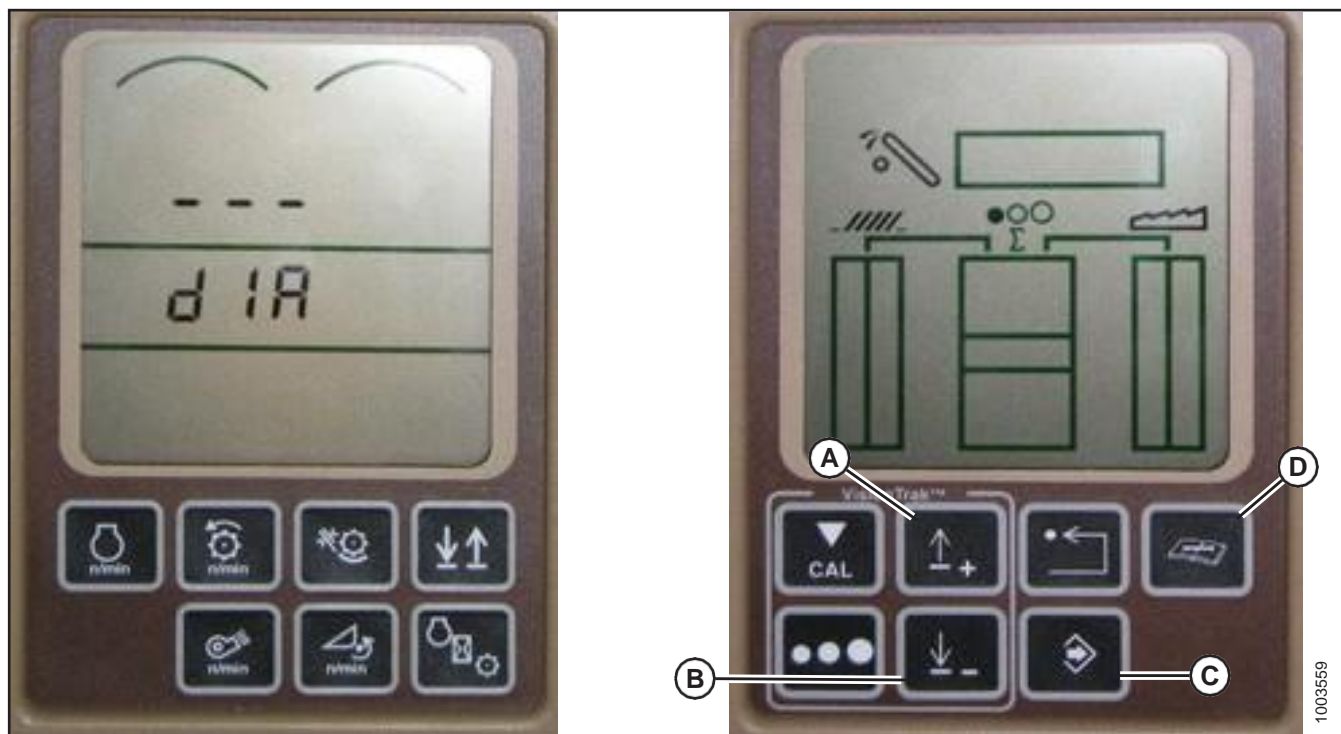 ---
dIA
n/min
n/min
n/min
n/min
Σ
A
D
VisionTrak™
CAL
+
-
B
C
1003559